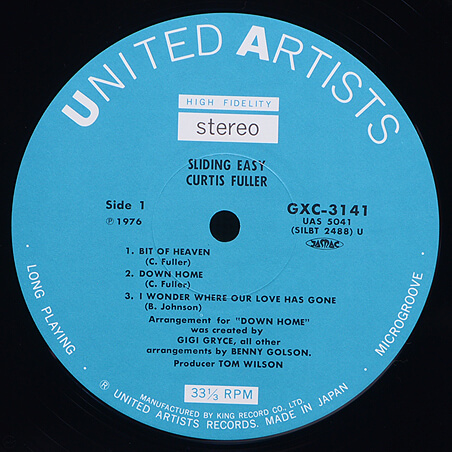 UNITED ARTISTS
HIGH FIDELITY
stereo
SLIDING EASY
CURTIS FULLER
Side 1
GXC-3141
Ⓟ 1976
UAS 5041
(SILBT 2488) U
JASRAC
1. BIT OF HEAVEN
(C. Fuller)
2. DOWN HOME
(C. Fuller)
3. I WONDER WHERE OUR LOVE HAS GONE
(B. Johnson)
Arrangement for "DOWN HOME"
was created by
GIGI GRYCE, all other
arrangements by BENNY GOLSON.
Producer TOM WILSON
33⅓ RPM
· LONG PLAYING ·
· MICROGROOVE ·
MANUFACTURED BY KING RECORD CO., LTD.
® UNITED ARTISTS RECORDS. MADE IN JAPAN